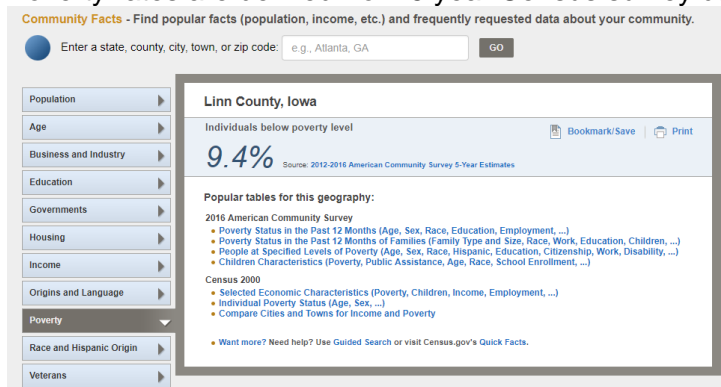 Community Facts - Find popular facts (population, income, etc.) and frequently requested data about your community.
Enter a state, county, city, town, or zip code: e.g., Atlanta, GA GO
Population
Age
Business and Industry
Education
Governments
Housing
Income
Origins and Language
Poverty
Race and Hispanic Origin
Veterans
Linn County, Iowa
Individuals below poverty level
Bookmark/Save | Print
9.4% Source: 2012-2016 American Community Survey 5-Year Estimates
Popular tables for this geography:
2016 American Community Survey
• Poverty Status in the Past 12 Months (Age, Sex, Race, Education, Employment, ...)
• Poverty Status in the Past 12 Months of Families (Family Type and Size, Race, Work, Education, Children, ...)
• People at Specified Levels of Poverty (Age, Sex, Race, Hispanic, Education, Citizenship, Work, Disability, ...)
• Children Characteristics (Poverty, Public Assistance, Age, Race, School Enrollment, ...)
Census 2000
• Selected Economic Characteristics (Poverty, Children, Income, Employment, ...)
• Individual Poverty Status (Age, Sex, ...)
• Compare Cities and Towns for Income and Poverty
• Want more? Need help? Use Guided Search or visit Census.gov's Quick Facts.